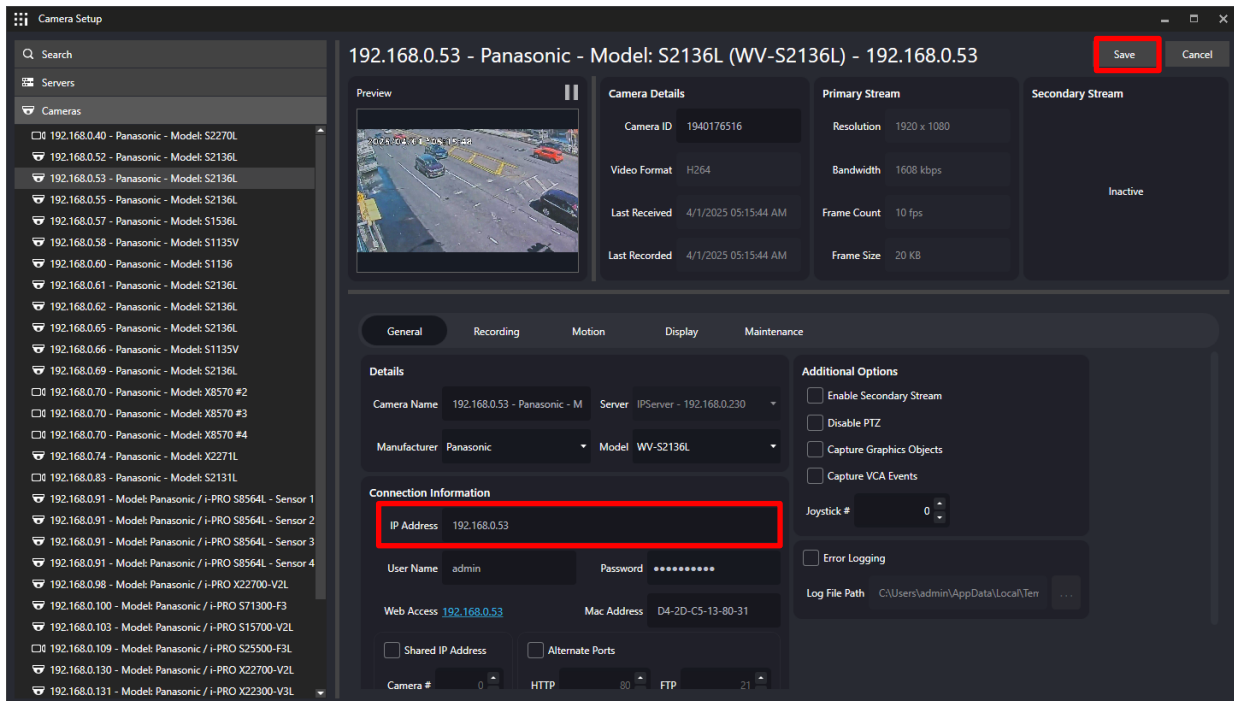 Camera Setup
Search
Servers
Cameras
192.168.0.40 - Panasonic - Model: S2270L
192.168.0.52 - Panasonic - Model: S2136L
192.168.0.53 - Panasonic - Model: S2136L
192.168.0.55 - Panasonic - Model: S2136L
192.168.0.57 - Panasonic - Model: S1536L
192.168.0.58 - Panasonic - Model: S1135V
192.168.0.60 - Panasonic - Model: S1136
192.168.0.61 - Panasonic - Model: S2136L
192.168.0.62 - Panasonic - Model: S2136L
192.168.0.65 - Panasonic - Model: S2136L
192.168.0.66 - Panasonic - Model: S1135V
192.168.0.69 - Panasonic - Model: S2136L
192.168.0.70 - Panasonic - Model: X8570 #2
192.168.0.70 - Panasonic - Model: X8570 #3
192.168.0.70 - Panasonic - Model: X8570 #4
192.168.0.74 - Panasonic - Model: X2271L
192.168.0.83 - Panasonic - Model: S2131L
192.168.0.91 - Model: Panasonic / i-PRO S8564L - Sensor 1
192.168.0.91 - Model: Panasonic / i-PRO S8564L - Sensor 2
192.168.0.91 - Model: Panasonic / i-PRO S8564L - Sensor 3
192.168.0.91 - Model: Panasonic / i-PRO S8564L - Sensor 4
192.168.0.98 - Model: Panasonic / i-PRO X22700-V2L
192.168.0.100 - Model: Panasonic / i-PRO S71300-F3
192.168.0.103 - Model: Panasonic / i-PRO S15700-V2L
192.168.0.109 - Model: Panasonic / i-PRO S25500-F3L
192.168.0.130 - Model: Panasonic / i-PRO X22700-V2L
192.168.0.131 - Model: Panasonic / i-PRO X22300-V3L
192.168.0.53 - Panasonic - Model: S2136L (WV-S2136L) - 192.168.0.53
Save
Cancel
Preview
Camera Details
Camera ID 1940176516
Video Format H264
Last Received 4/1/2025 05:15:44 AM
Last Recorded 4/1/2025 05:15:44 AM
Primary Stream
Resolution 1920 x 1080
Bandwidth 1608 kbps
Frame Count 10 fps
Frame Size 20 KB
Secondary Stream
Inactive
General Recording Motion Display Maintenance
Details
Camera Name 192.168.0.53 - Panasonic - M Server IPServer - 192.168.0.230
Manufacturer Panasonic Model WV-S2136L
Connection Information
IP Address 192.168.0.53
User Name admin Password ●●●●●●●●●●
Web Access 192.168.0.53 Mac Address D4-2D-C5-13-80-31
Shared IP Address Alternate Ports
Camera # 0 HTTP 80 FTP 21
Additional Options
Enable Secondary Stream
Disable PTZ
Capture Graphics Objects
Capture VCA Events
Joystick # 0
Error Logging
Log File Path C:\Users\admin\AppData\Local\Ten ...